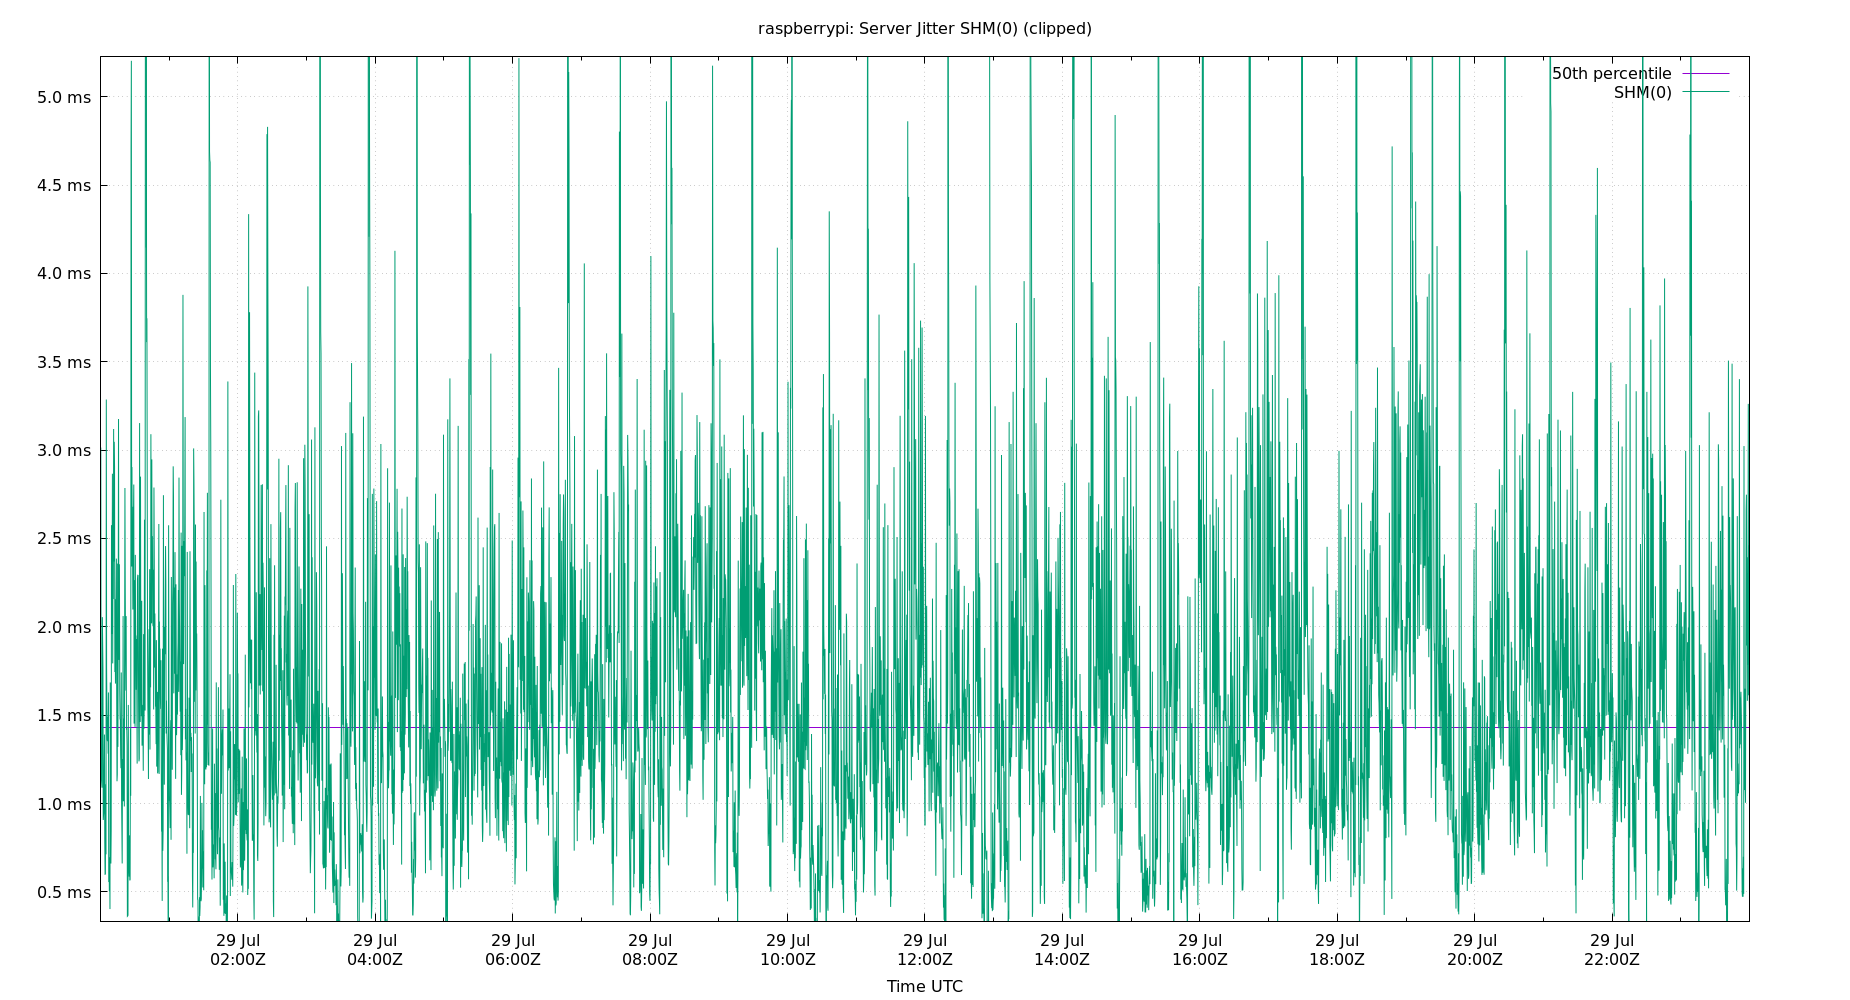 raspberrypi: Server Jitter SHM(0) (clipped)
50th percentile
SHM(0)
5.0 ms
4.5 ms
4.0 ms
3.5 ms
3.0 ms
2.5 ms
2.0 ms
1.5 ms
1.0 ms
0.5 ms
29 Jul 29 Jul 29 Jul 29 Jul 29 Jul 29 Jul 29 Jul 29 Jul 29 Jul 29 Jul 29 Jul
02:00Z 04:00Z 06:00Z 08:00Z 10:00Z 12:00Z 14:00Z 16:00Z 18:00Z 20:00Z 22:00Z
Time UTC